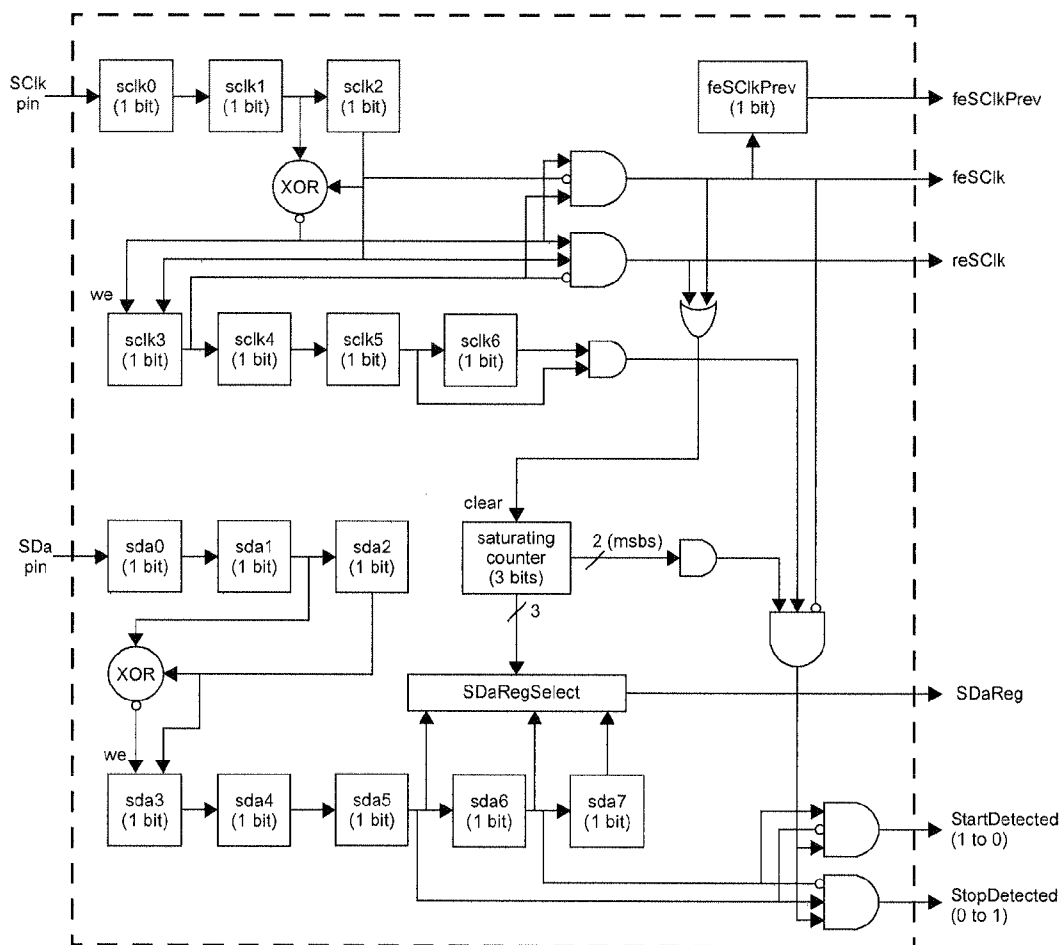 SClk
pin
sclk0
(1 bit)
sclk1
(1 bit)
sclk2
(1 bit)
feSClkPrev
(1 bit)
feSClkPrev
XOR
feSClk
reSClk
we
sclk3
(1 bit)
sclk4
(1 bit)
sclk5
(1 bit)
sclk6
(1 bit)
clear
SDa
pin
sda0
(1 bit)
sda1
(1 bit)
sda2
(1 bit)
saturating
counter
(3 bits)
2 (msbs)
3
XOR
SDaRegSelect
SDaReg
we
sda3
(1 bit)
sda4
(1 bit)
sda5
(1 bit)
sda6
(1 bit)
sda7
(1 bit)
StartDetected
(1 to 0)
StopDetected
(0 to 1)